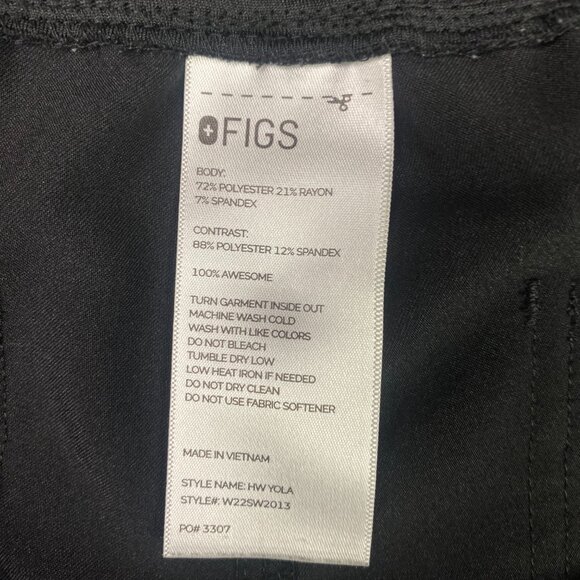 FIGS
BODY:
72% POLYESTER 21% RAYON
7% SPANDEX
CONTRAST:
88% POLYESTER 12% SPANDEX
100% AWESOME
TURN GARMENT INSIDE OUT
MACHINE WASH COLD
WASH WITH LIKE COLORS
DO NOT BLEACH
TUMBLE DRY LOW
LOW HEAT IRON IF NEEDED
DO NOT DRY CLEAN
DO NOT USE FABRIC SOFTENER
MADE IN VIETNAM
STYLE NAME: HW YOLA
STYLE#: W22SW2013
PO# 3307